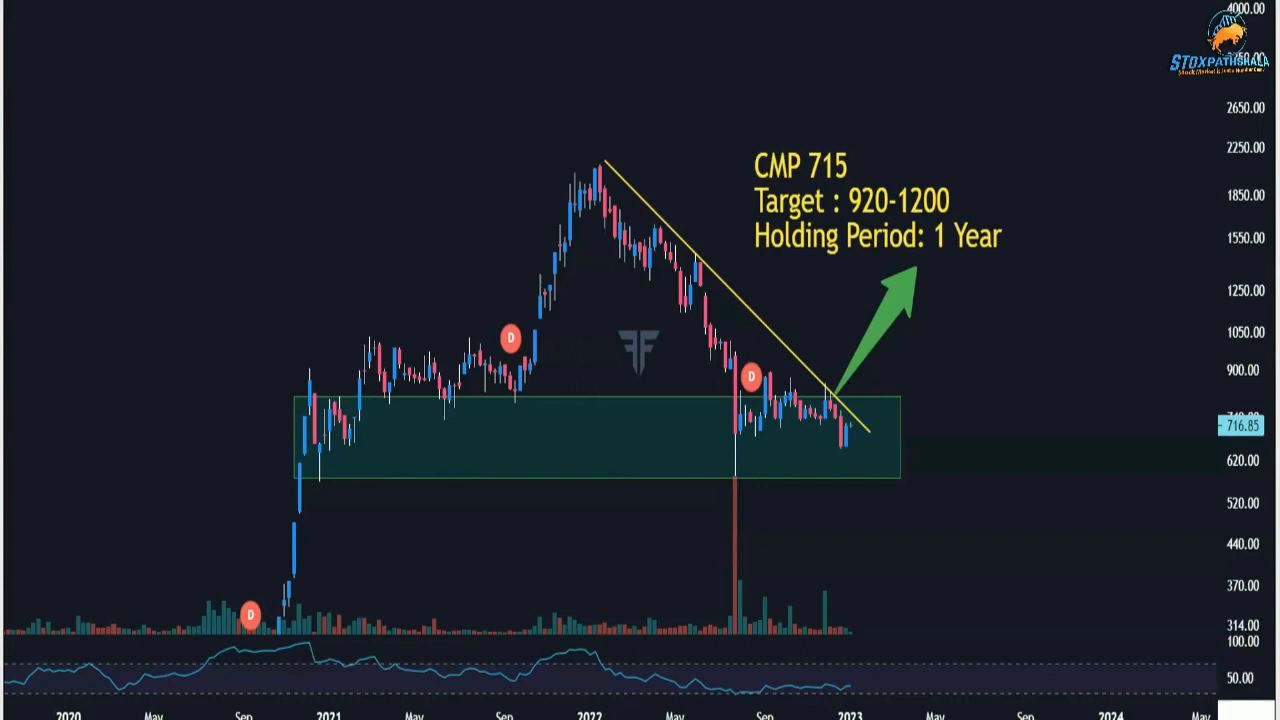 4000.00
STOXPATHSHALA
2650.00
2250.00
CMP 715
Target : 920-1200
Holding Period: 1 Year
1850.00
1550.00
1250.00
1050.00
D
900.00
D
716.85
620.00
520.00
440.00
370.00
D
314.00
100.00
50.00
2020 May Sep 2021 May Sep 2022 May Sep 2023 May Sep 2024 May